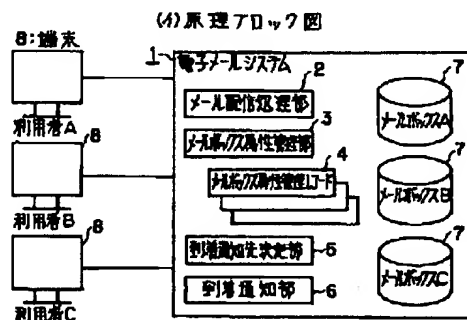 (イ)原理ブロック図
8:端末
1
電子メールシステム
2
メール配信処理部
3
メールボックス属性管理部
4
メールボックス属性管理レコード
利用者A
8
利用者B
8
利用者C
到着通知先決定部
5
到着通知部
6
7
メールボックスA
7
メールボックスB
7
メールボックスC